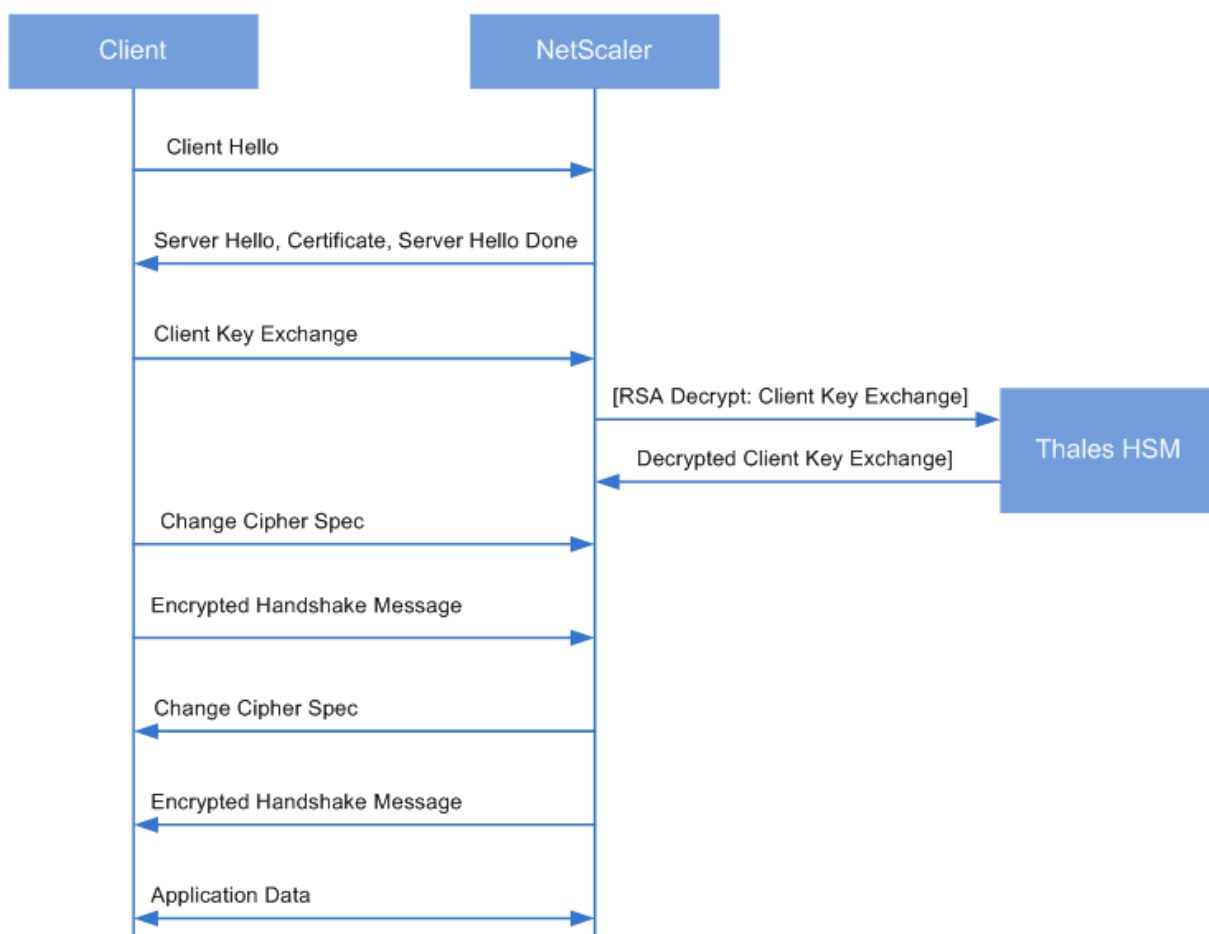 Client
NetScaler
Client Hello
Server Hello, Certificate, Server Hello Done
Client Key Exchange
[RSA Decrypt: Client Key Exchange]
Thales HSM
Decrypted Client Key Exchange]
Change Cipher Spec
Encrypted Handshake Message
Change Cipher Spec
Encrypted Handshake Message
Application Data